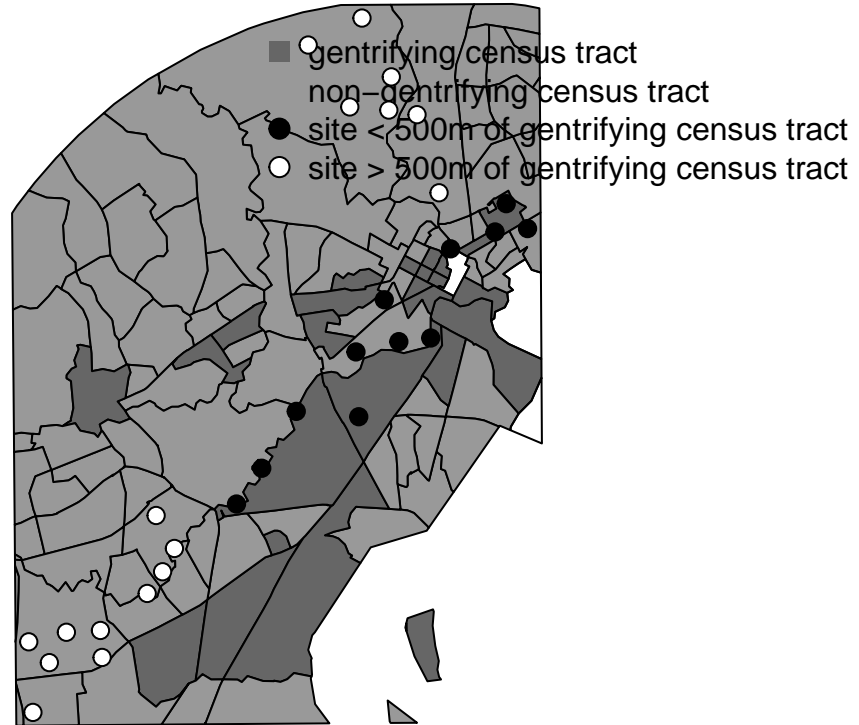 gentrifying census tract
non−gentrifying census tract
site < 500m of gentrifying census tract
site > 500m of gentrifying census tract